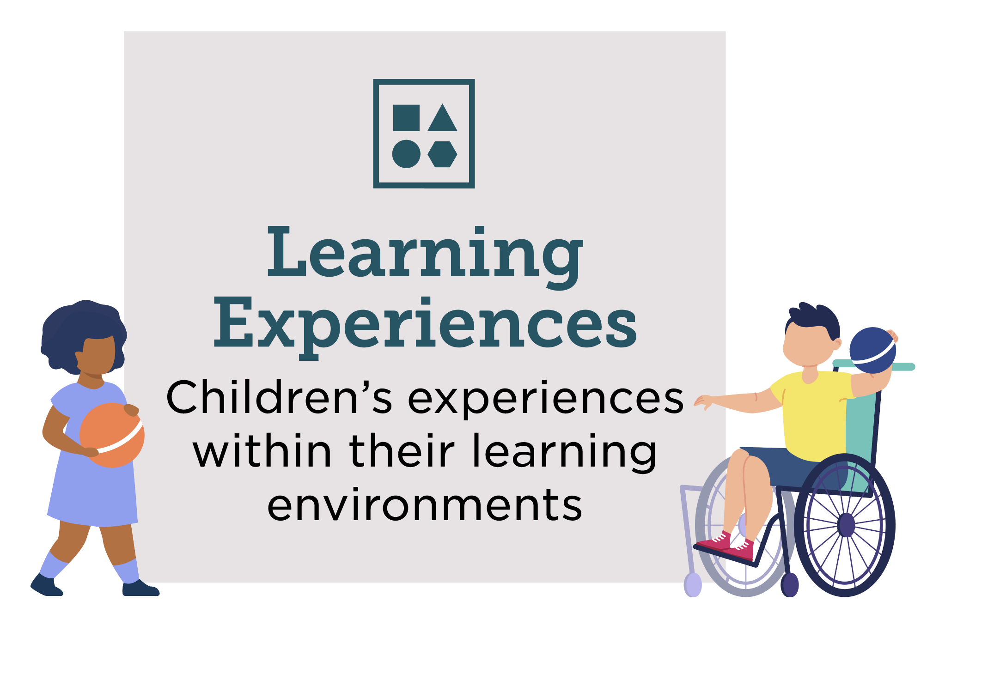 Learning
Experiences
Children’s experiences
within their learning
environments